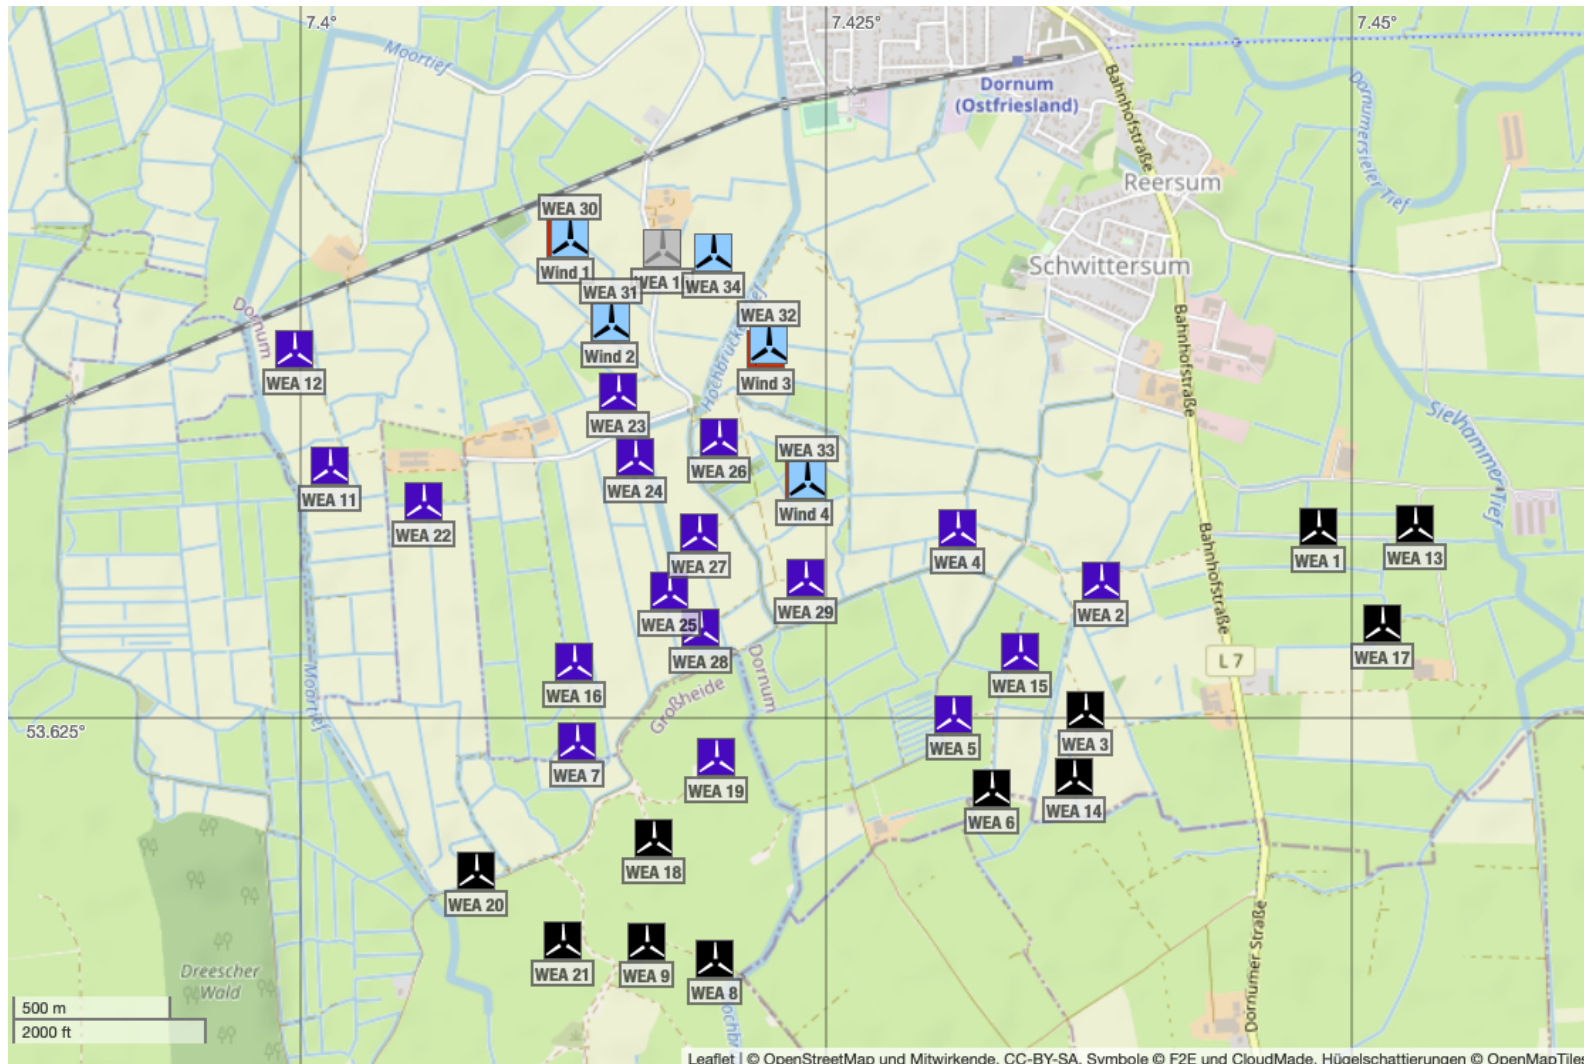 7.4°
7.425°
7.45°
Moortief
Dornum
(Ostfriesland)
Bahnhofstraße
Dornumersieler Tief
Reersum
WEA 30
Wind 1
WEA 34
Schwittersum
WEA 31
Hochbrücker
Wind 2
WEA 32
Wind 3
Dornum
WEA 12
Bahnhofstraße
WEA 23
Sielhammer Tief
WEA 11
WEA 22
WEA 24
WEA 26
WEA 33
Wind 4
Bahnhofstraße
WEA 27
WEA 4
WEA 1
WEA 13
WEA 25
WEA 29
WEA 2
WEA 28
WEA 17
L 7
Dornum
WEA 16
WEA 15
Moortief
Großheide
53.625°
WEA 5
WEA 3
WEA 7
WEA 19
WEA 6
WEA 14
WEA 18
WEA 20
WEA 21
WEA 9
WEA 8
Dreescher
Wald
Dornumer Straße
500 m
2000 ft
Leaflet | © OpenStreetMap und Mitwirkende, CC-BY-SA, Symbole © F2E und CloudMade, Hügelschattierungen © OpenMapTiles